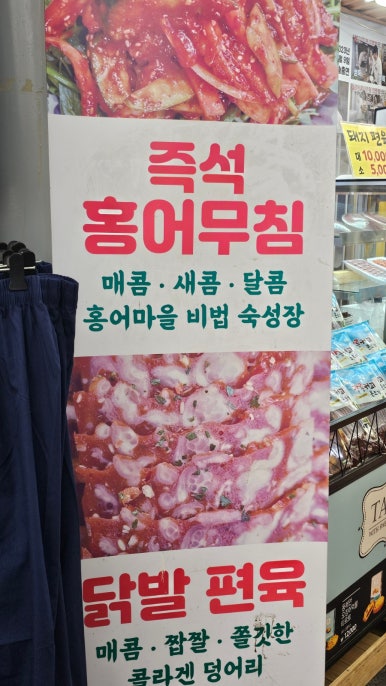 즉석
홍어무침
매콤 · 새콤 · 달콤
홍어마을 비법 숙성장
닭발 편육
매콤 · 짭짤 · 쫄깃한
콜라겐 덩어리
돼지 편육
대 10,000
소 5,00
TA